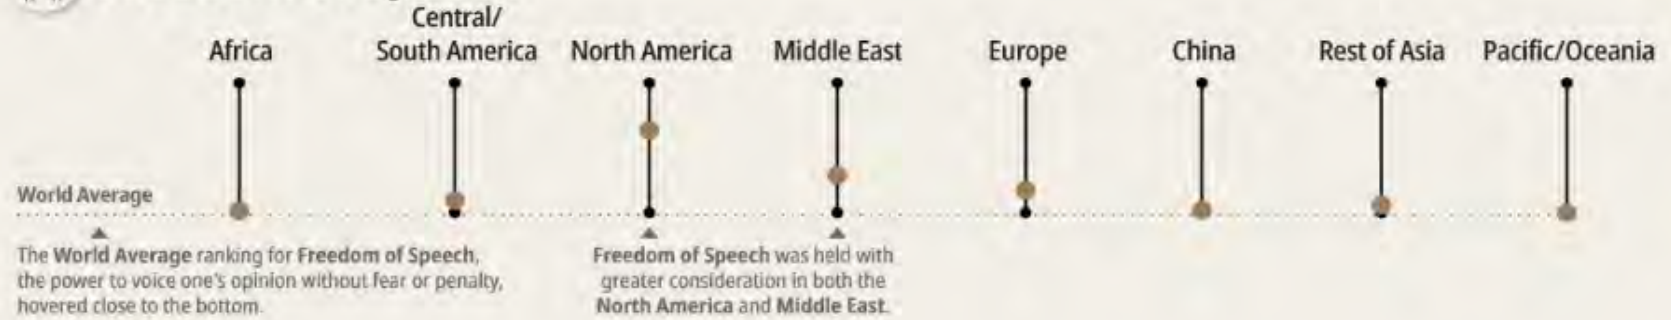 Central/
Africa South America North America Middle East Europe China Rest of Asia Pacific/Oceania
World Average
The World Average ranking for Freedom of Speech,
the power to voice one's opinion without fear or penalty,
hovered close to the bottom.
Freedom of Speech was held with
greater consideration in both the
North America and Middle East.